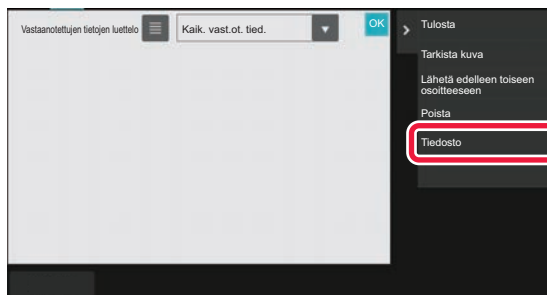 Vastaanotettujen tietojen luettelo
Kaik. vast.ot. tied.
OK
Tulosta
Tarkista kuva
Lähetä edelleen toiseen
osoitteeseen
Poista
Tiedosto